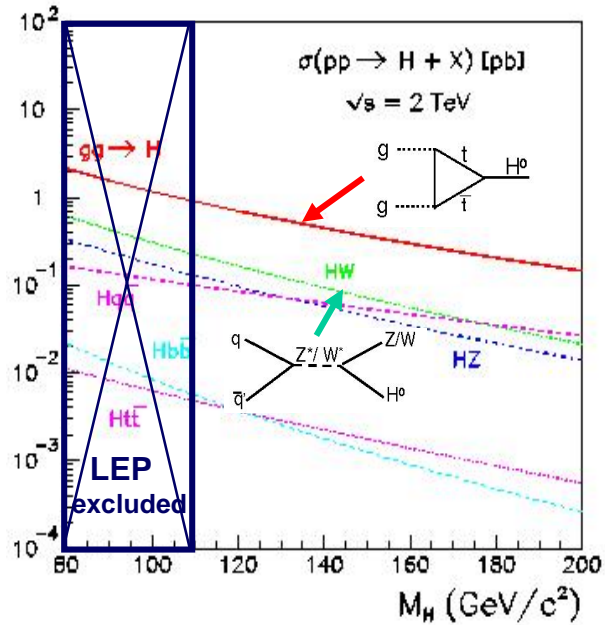 10²
σ(pp → H + X) [pb]
√s = 2 TeV
10
gg → H
g
t
H⁰
1
g
t̄
HW
10⁻¹
Hqq̄
Z/W
q
Z*/ W*
HZ
Hbb̄
10⁻²
q̄'
H⁰
Htt̄
10⁻³
LEP
excluded
10⁻⁴
80 100 120 140 160 180 200
M_H (GeV/c²)